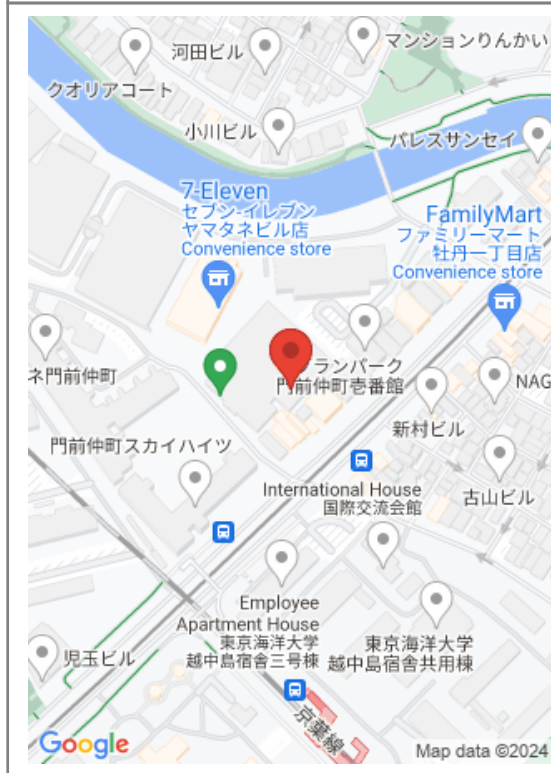 河田ビル
マンションりんかい
クオリアコート
小川ビル
パレスサンセイ
7-Eleven
セブン-イレブン
ヤマタネビル店
Convenience store
FamilyMart
ファミリーマート
牡丹一丁目店
Convenience store
ネ門前仲町
グランパーク
門前仲町壱番館
NAG
新村ビル
門前仲町スカイハイツ
International House
国際交流会館
古山ビル
Employee
Apartment House
東京海洋大学
越中島宿舎三号棟
東京海洋大学
越中島宿舎共用棟
児玉ビル
京葉線
Google
Map data ©2024